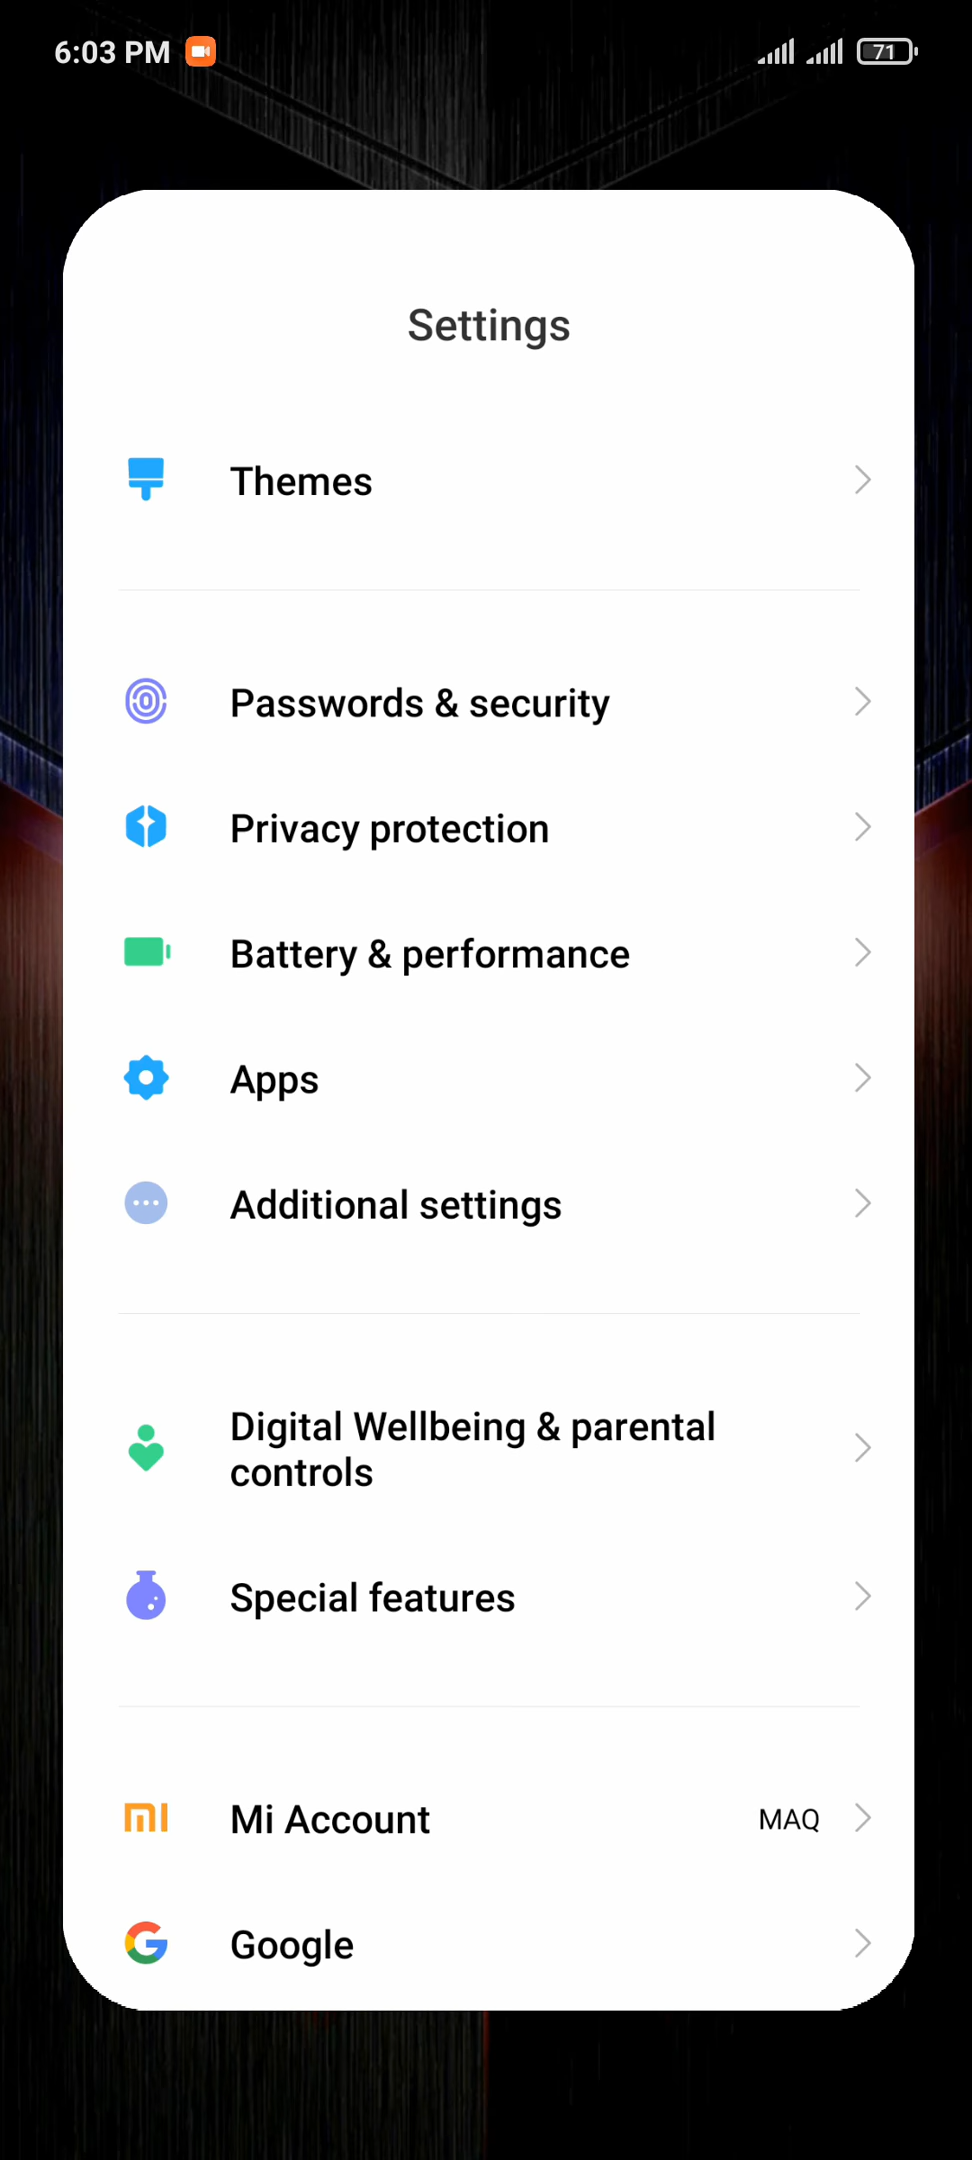 6:03 PM
71
Settings
Themes
Passwords & security
Privacy protection
Battery & performance
Apps
Additional settings
Digital Wellbeing & parental
controls
Special features
Mi Account
MAQ
Google